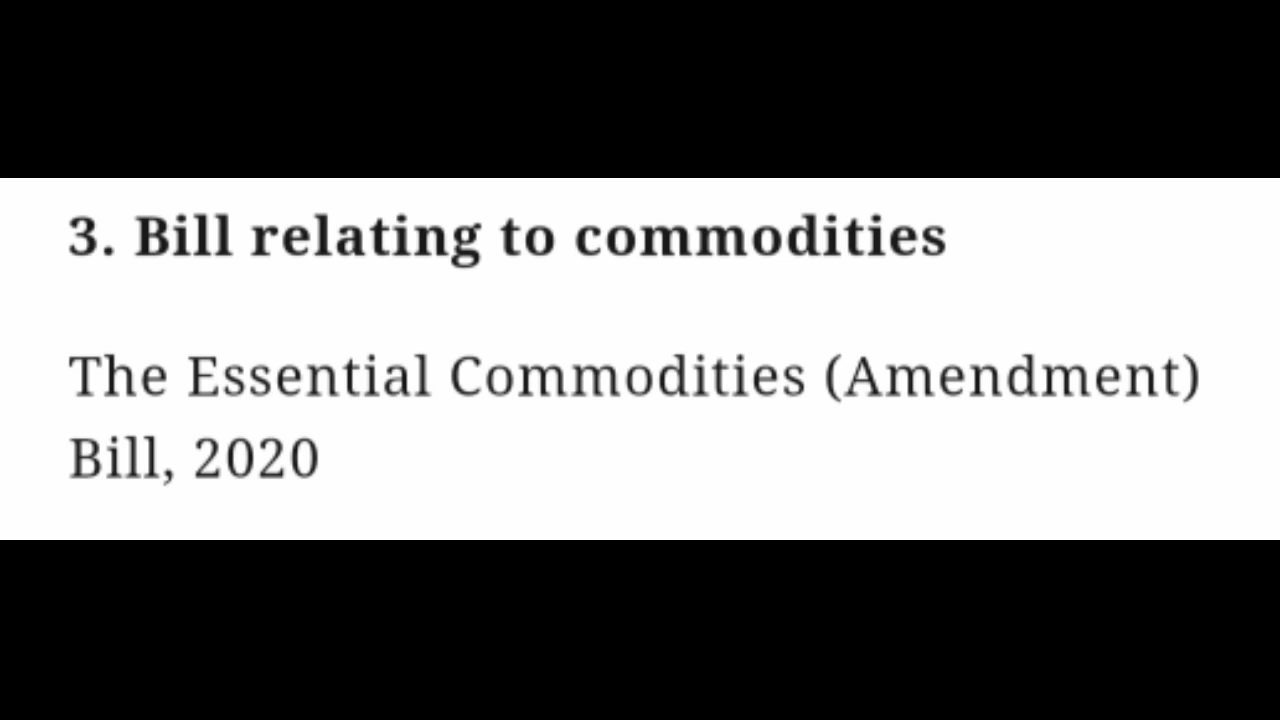 3. Bill relating to commodities
The Essential Commodities (Amendment)
Bill, 2020